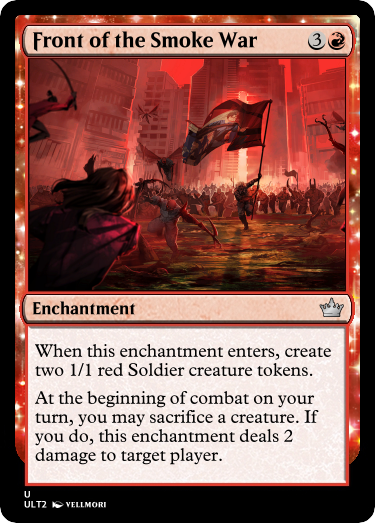 Front of the Smoke War 3
Enchantment
When this enchantment enters, create
two 1/1 red Soldier creature tokens.
At the beginning of combat on your
turn, you may sacrifice a creature. If
you do, this enchantment deals 2
damage to target player.
U
ULT2 VELLMORI